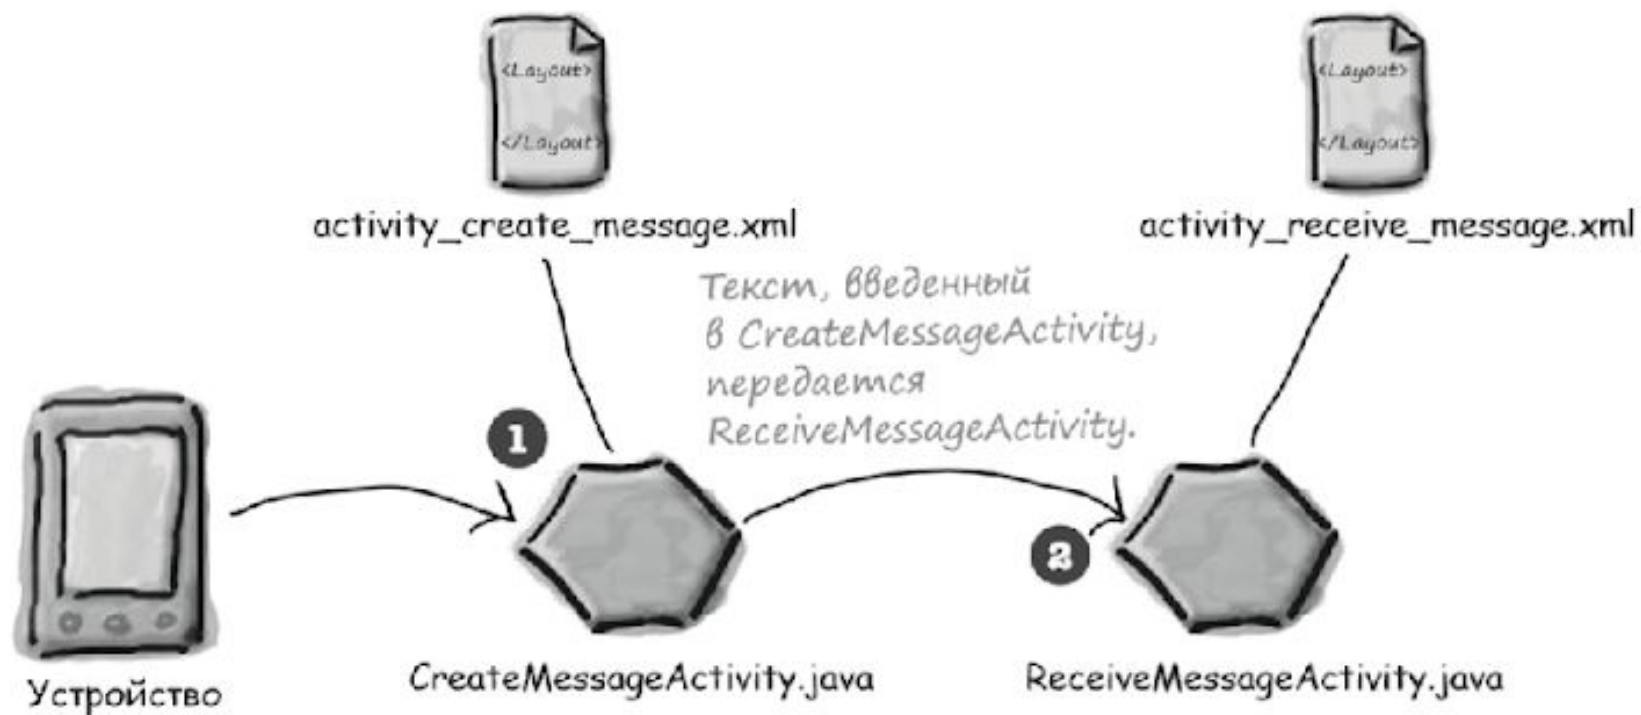 <Layout>
</Layout>
activity_create_message.xml
<Layout>
</Layout>
activity_receive_message.xml
Текст, введенный
в CreateMessageActivity,
передается
ReceiveMessageActivity.
1
2
Устройство
CreateMessageActivity.java
ReceiveMessageActivity.java